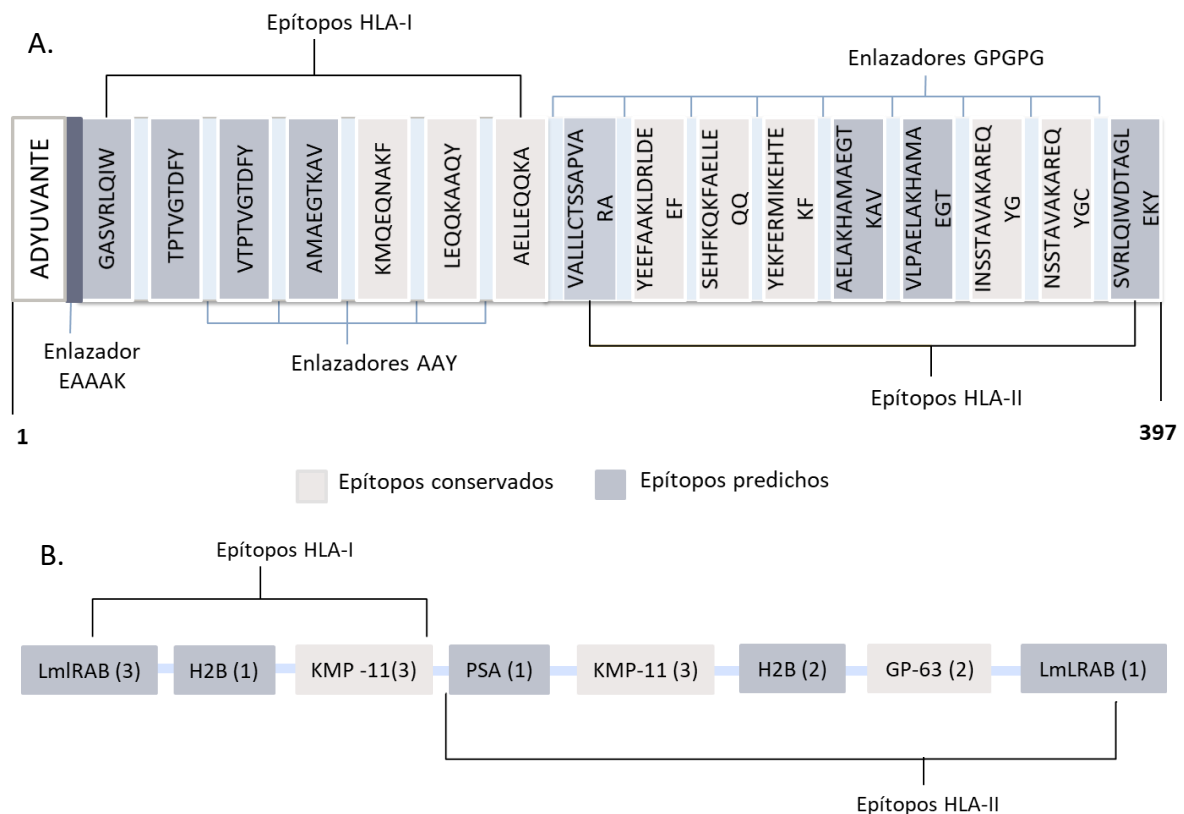 Epítopos HLA-I
A.
Enlazadores GPGPG
ADYUVANTE
GASVRLQIW
TPTVGTDFY
VTPTVGTDFY
AMAEGTKAV
KMQEQNAKF
LEQQKAAQY
AELLEQQKA
VALLLCTSSAPVA
RA
YEEFAAKLDRLDE
EF
SEHFKQKFAELLE
QQ
YEKFERMIKEHTE
KF
AELAKHAMAEGT
KAV
VLPAELAKHAMA
EGT
INSSTAVAKAREQ
YG
NSSTAVAKAREQ
YGC
SVRLQIWDTAGL
EKY
Enlazador
EAAAK
Enlazadores AAY
Epítopos HLA-II
1
397
Epítopos conservados
Epítopos predichos
B.
Epítopos HLA-I
LmlRAB (3)
H2B (1)
KMP -11(3)
PSA (1)
KMP-11 (3)
H2B (2)
GP-63 (2)
LmLRAB (1)
Epítopos HLA-II